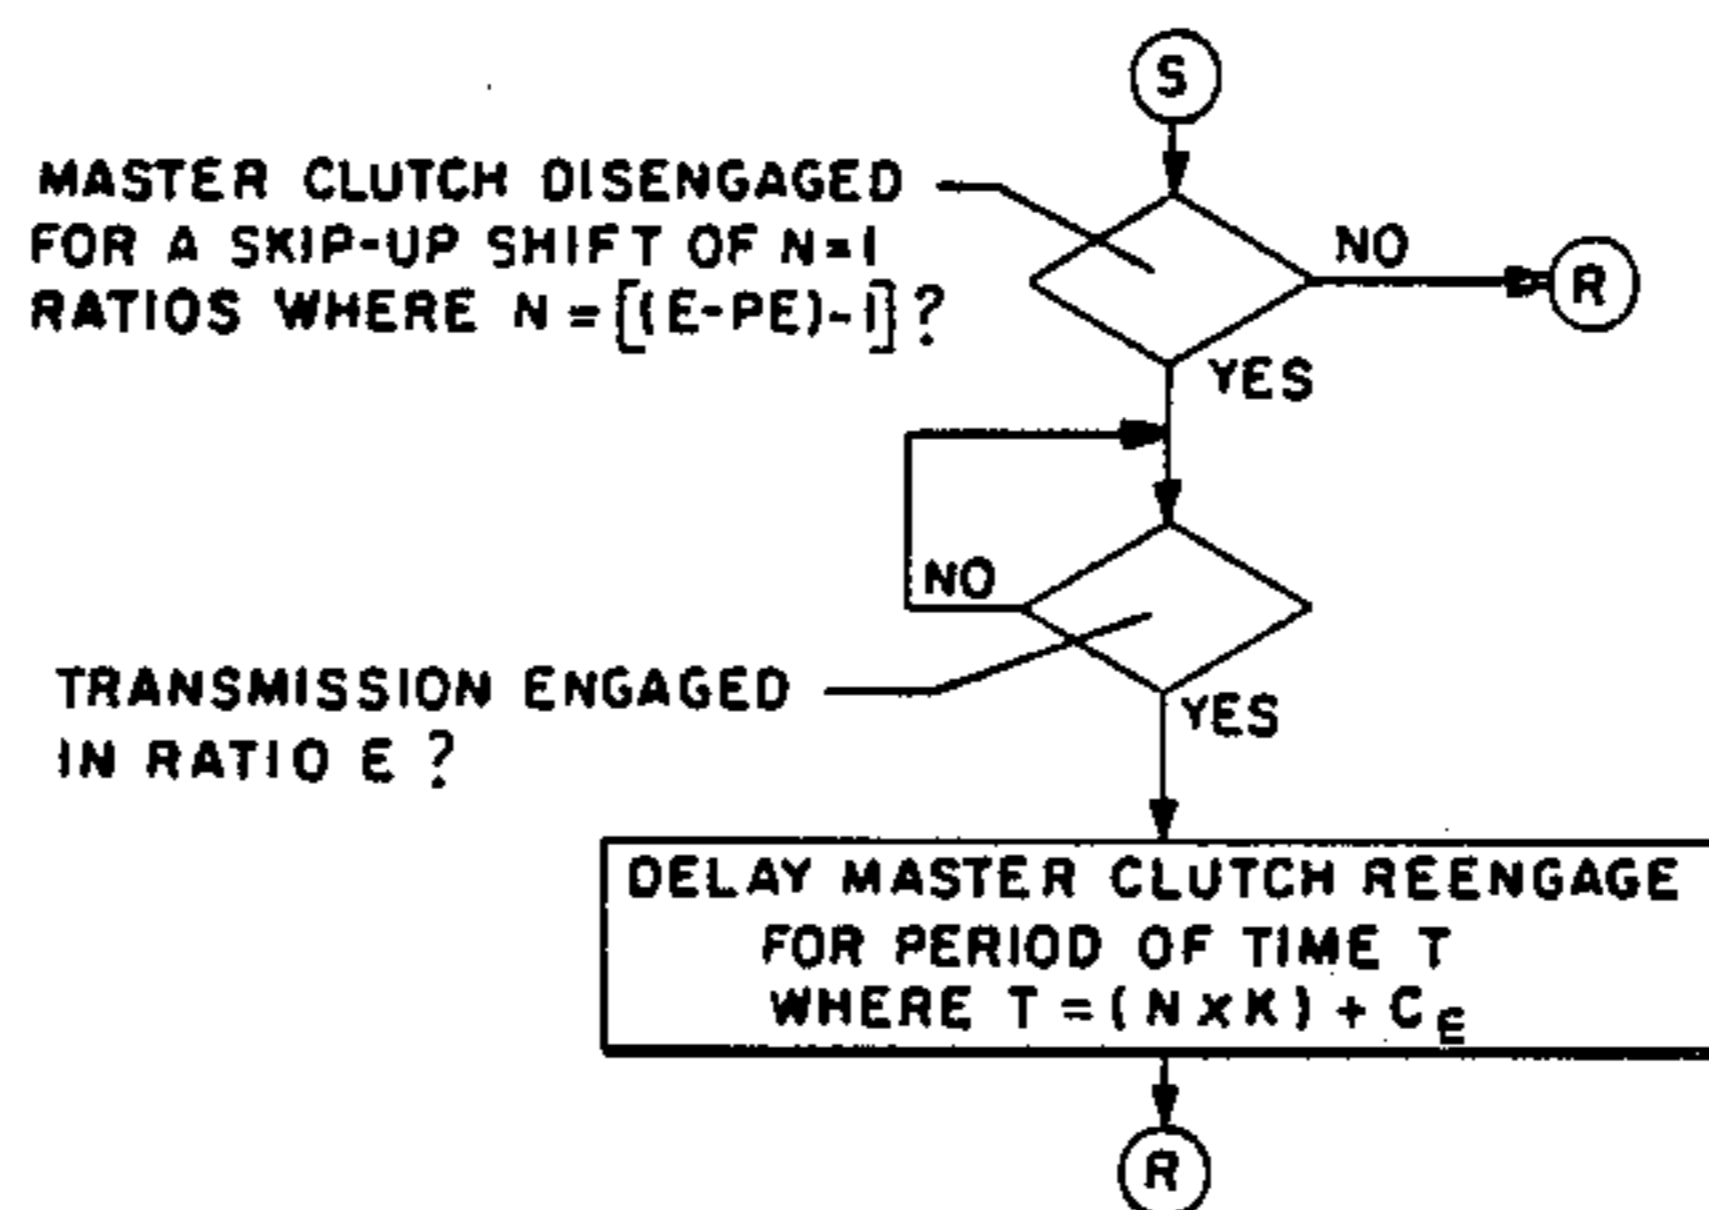 S
MASTER CLUTCH DISENGAGED
FOR A SKIP-UP SHIFT OF N=1
RATIOS WHERE N=[(E-PE)-1]?
NO
R
YES
NO
TRANSMISSION ENGAGED
IN RATIO E ?
YES
DELAY MASTER CLUTCH REENGAGE
FOR PERIOD OF TIME T
WHERE T=(N x K)+C_E
R